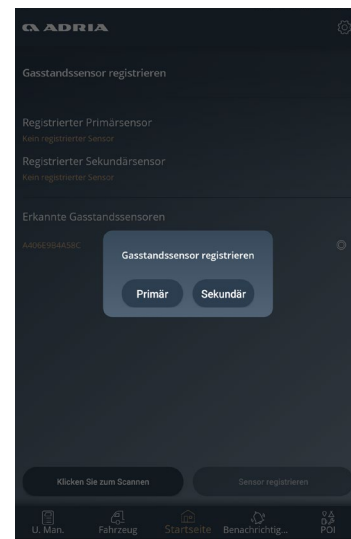 ADRIA
Gasstandssensor registrieren
Registrierter Primärsensor
Kein registrierter Sensor
Registrierter Sekundärsensor
Kein registrierter Sensor
Erkannte Gasstandssensoren
A406E9B4A58C
Gasstandssensor registrieren
Primär Sekundär
Klicken Sie zum Scannen Sensor registrieren
U. Man. Fahrzeug Startseite Benachrichtig... POI